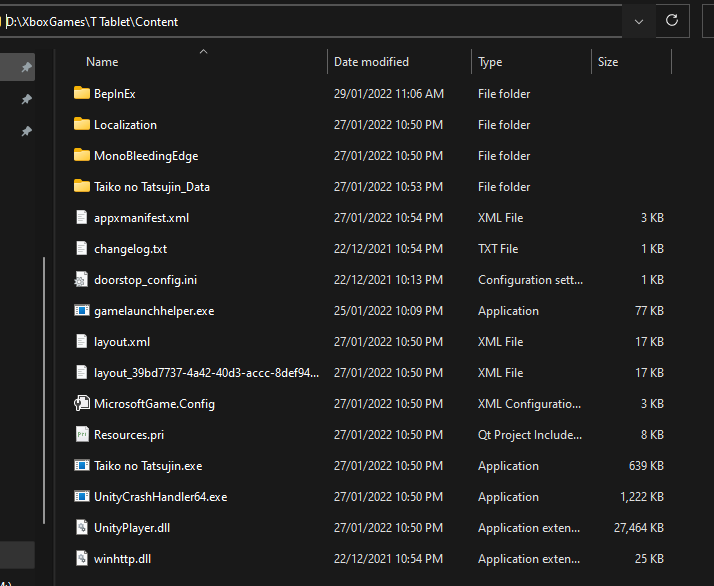 D:\XboxGames\T Tablet\Content
Name Date modified Type Size
BepInEx 29/01/2022 11:06 AM File folder
Localization 27/01/2022 10:50 PM File folder
MonoBleedingEdge 27/01/2022 10:50 PM File folder
Taiko no Tatsujin_Data 27/01/2022 10:53 PM File folder
appxmanifest.xml 27/01/2022 10:54 PM XML File 3 KB
changelog.txt 22/12/2021 10:54 PM TXT File 1 KB
doorstop_config.ini 22/12/2021 10:13 PM Configuration sett... 1 KB
gamelaunchhelper.exe 25/01/2022 10:09 PM Application 77 KB
layout.xml 27/01/2022 10:50 PM XML File 17 KB
layout_39bd7737-4a42-40d3-accc-8def94... 27/01/2022 10:50 PM XML File 17 KB
MicrosoftGame.Config 27/01/2022 10:50 PM XML Configuratio... 3 KB
Resources.pri 27/01/2022 10:50 PM Qt Project Include... 8 KB
Taiko no Tatsujin.exe 27/01/2022 10:50 PM Application 639 KB
UnityCrashHandler64.exe 27/01/2022 10:50 PM Application 1,222 KB
UnityPlayer.dll 27/01/2022 10:50 PM Application exten... 27,464 KB
winhttp.dll 22/12/2021 10:54 PM Application exten... 25 KB